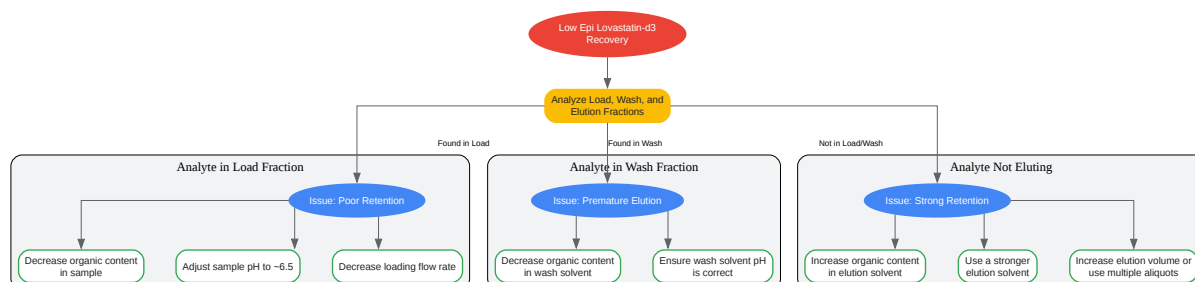 Low Epi Lovastatin-d3
Recovery
Analyze Load, Wash, and
Elution Fractions
Found in Load
Found in Wash
Not in Load/Wash
Analyte in Load Fraction
Analyte in Wash Fraction
Analyte Not Eluting
Issue: Poor Retention
Issue: Premature Elution
Issue: Strong Retention
Decrease organic content
in sample
Adjust sample pH to ~6.5
Decrease loading flow rate
Decrease organic content
in wash solvent
Ensure wash solvent pH
is correct
Increase organic content
in elution solvent
Use a stronger
elution solvent
Increase elution volume or
use multiple aliquots